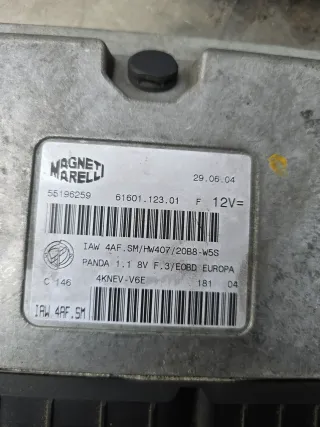 MAGNETI
MARELLI
29.06.04
55196259 61601.123.01 F 12V=
IAW 4AF.SM/HW407/20B8-W5S
PANDA 1.1 8V F.3/EOBD EUROPA
C 146 4KNEV-V6E 181 04
IAW 4AF.SM